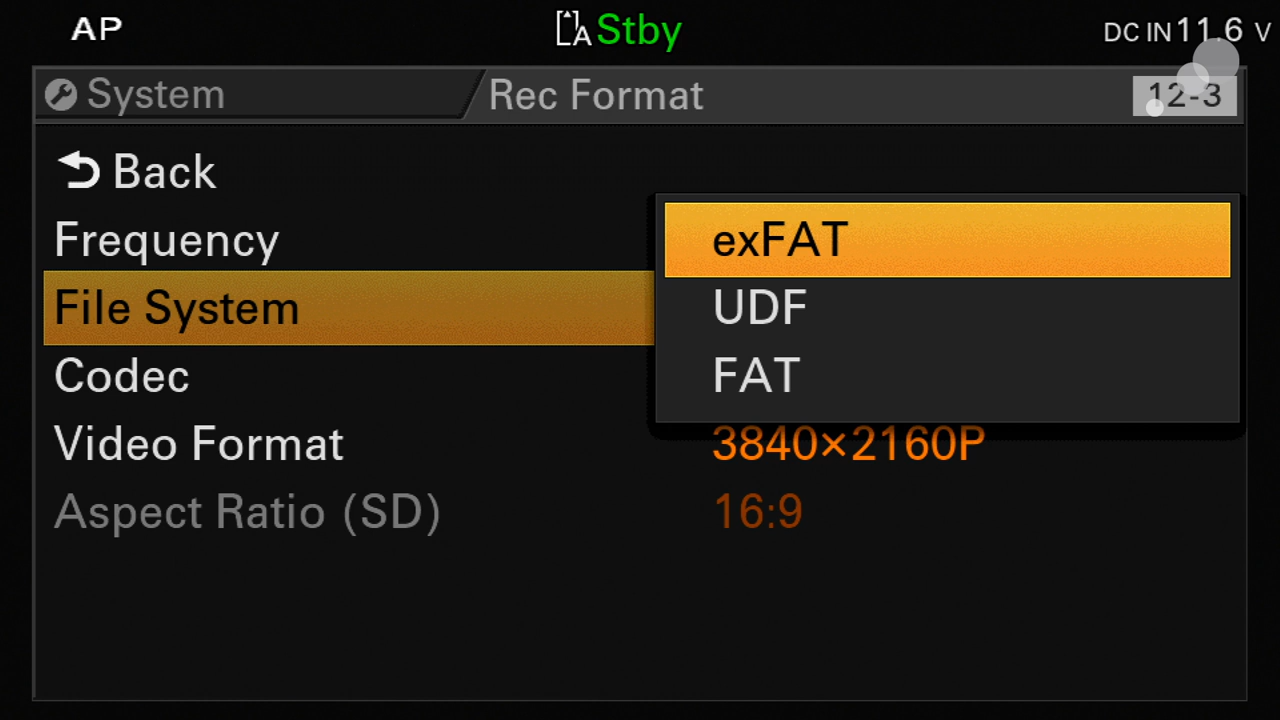 AP
A Stby
DC IN 11.6 V
System
Rec Format
12-3
Back
Frequency
exFAT
File System
UDF
Codec
FAT
Video Format
3840×2160P
Aspect Ratio (SD)
16:9